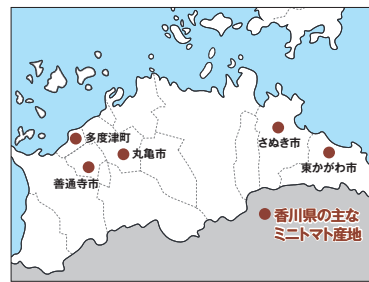 多度津町
丸亀市
善通寺市
さぬき市
東かがわ市
香川県の主な
ミニトマト産地